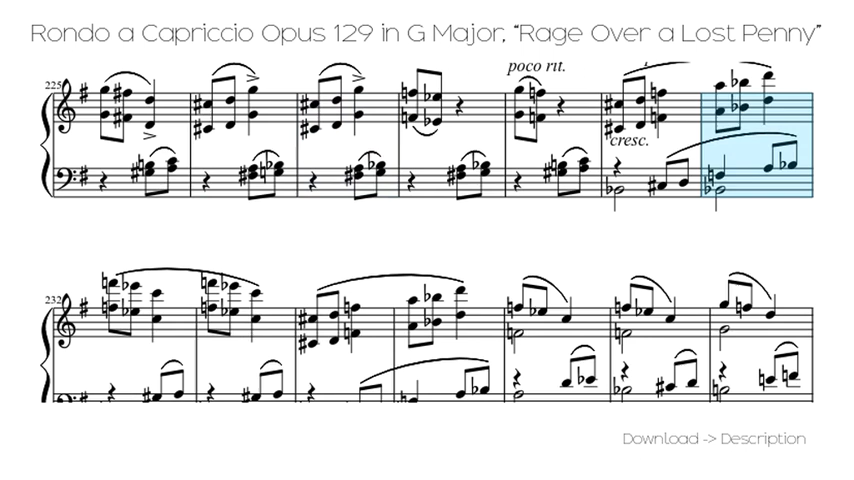 Rondo a Capriccio Opus 129 in G Major, “Rage Over a Lost Penny”
poco rit.
225
cresc.
232
Download -> Description